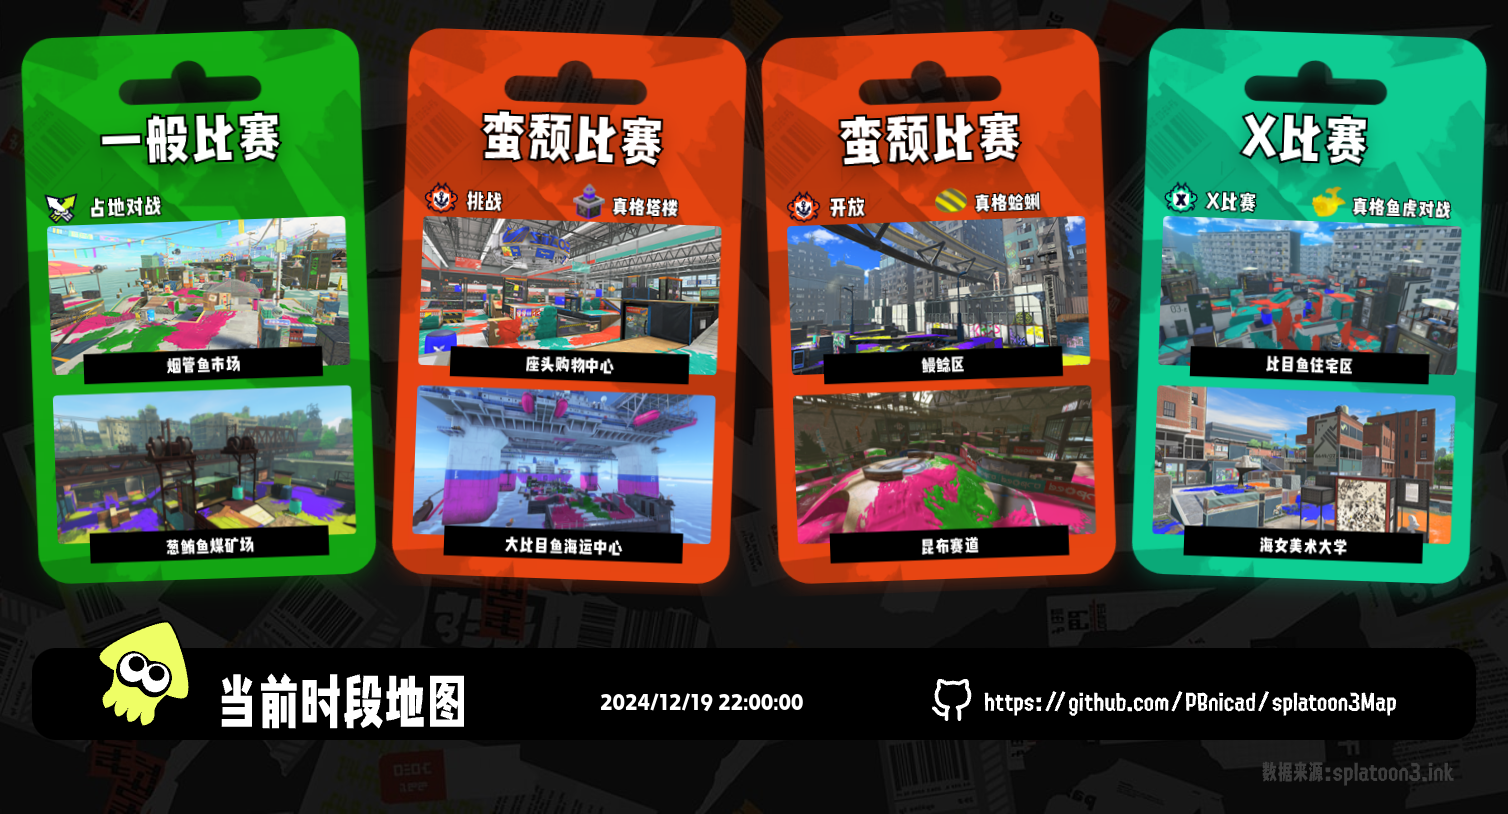 一般比赛
占地对战
烟管鱼市场
葱鲔鱼煤矿场
蛮颓比赛
挑战
真格塔楼
座头购物中心
大比目鱼海运中心
蛮颓比赛
开放
真格蛤蜊
鳗鲶区
昆布赛道
X比赛
X比赛
真格鱼虎对战
比目鱼住宅区
海女美术大学
当前时段地图
2024/12/19 22:00:00
https://github.com/PBnicad/splatoon3Map
数据来源:splatoon3.ink